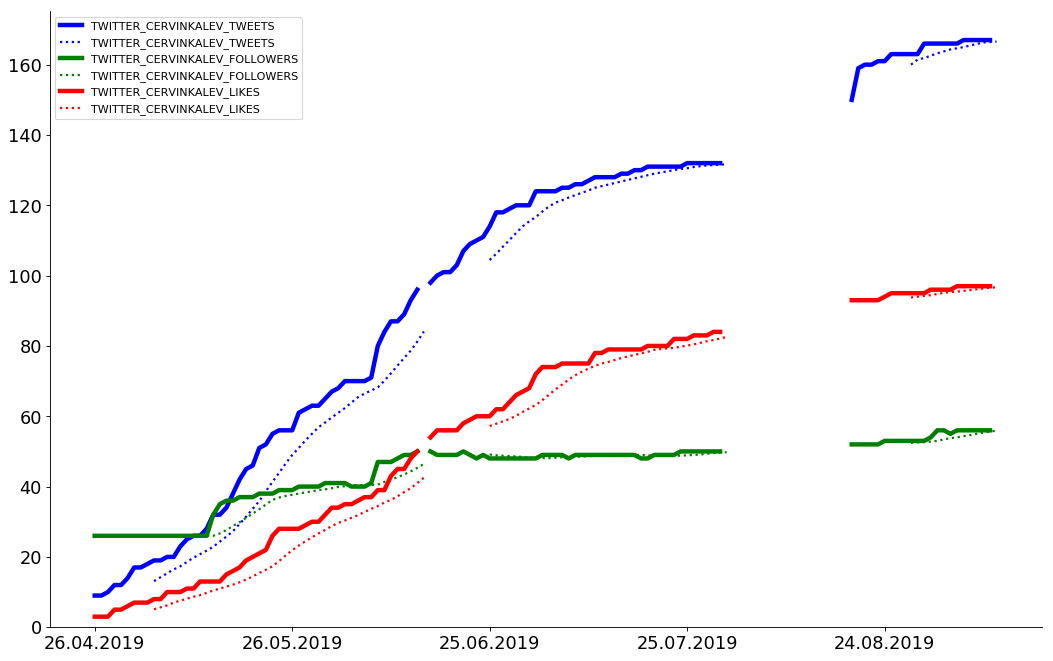 TWITTER_CERVINKALEV_TWEETS
TWITTER_CERVINKALEV_TWEETS
TWITTER_CERVINKALEV_FOLLOWERS
TWITTER_CERVINKALEV_FOLLOWERS
TWITTER_CERVINKALEV_LIKES
TWITTER_CERVINKALEV_LIKES
160
140
120
100
80
60
40
20
0
26.04.2019 26.05.2019 25.06.2019 25.07.2019 24.08.2019